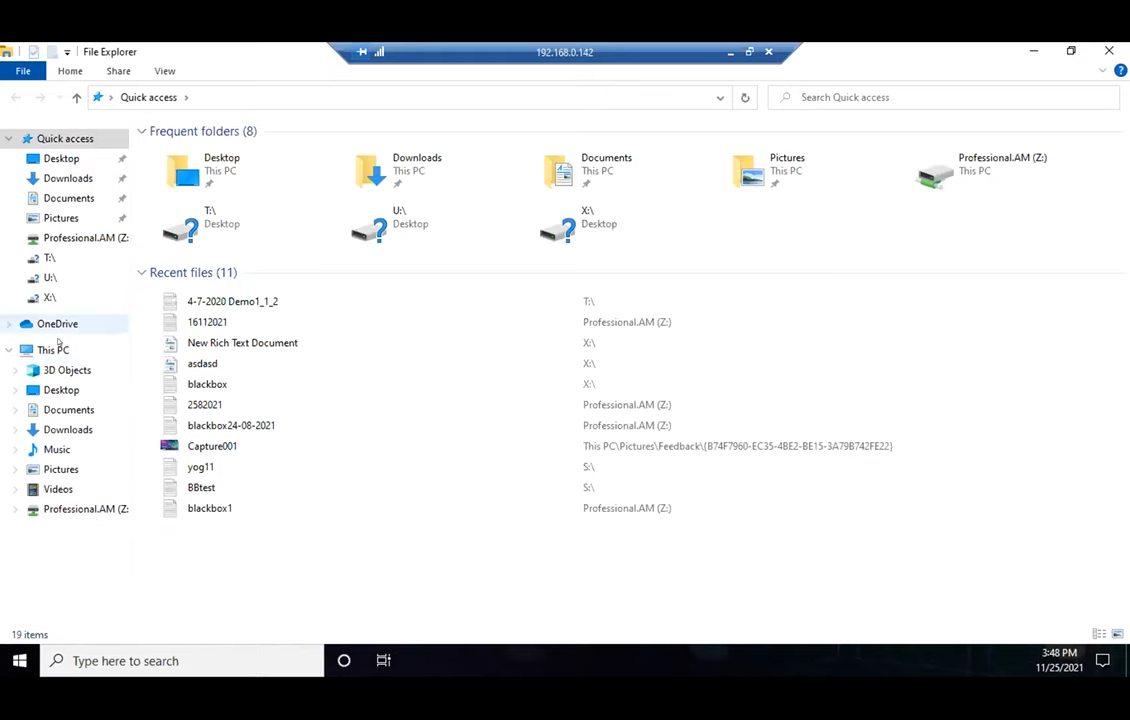 File Explorer
192.168.0.142
File Home Share View
Quick access
Search Quick access
Quick access
Desktop
Downloads
Documents
Pictures
Professional.AM (Z:
T:\
U:\
X:\
OneDrive
This PC
3D Objects
Desktop
Documents
Downloads
Music
Pictures
Videos
Professional.AM (Z:
Frequent folders (8)
Desktop
This PC
Downloads
This PC
Documents
This PC
Pictures
This PC
Professional.AM (Z:)
This PC
T:\
Desktop
U:\
Desktop
X:\
Desktop
Recent files (11)
4-7-2020 Demo1_1_2 T:\
16112021 Professional.AM (Z:)
New Rich Text Document X:\
asdasd X:\
blackbox X:\
2582021 Professional.AM (Z:)
blackbox24-08-2021 Professional.AM (Z:)
Capture001 This PC\Pictures\Feedback\{B74F7960-EC35-4BE2-BE15-3A79B742FE22}
yog11 S:\
BBtest S:\
blackbox1 Professional.AM (Z:)
19 items
Type here to search
3:48 PM
11/25/2021